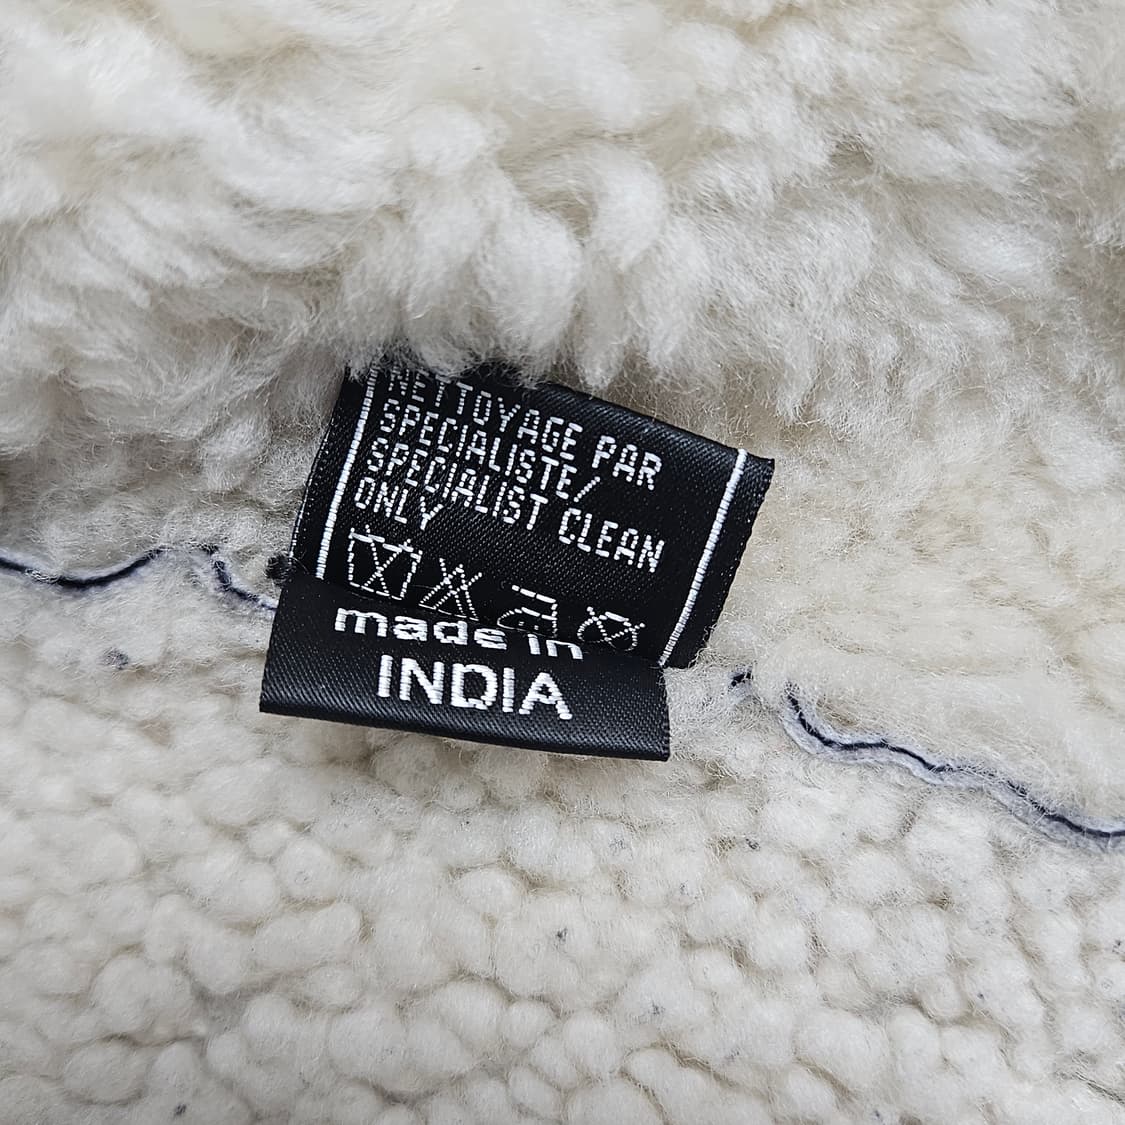 NETTOYAGE PAR
SPECIALISTE/
SPECIALIST CLEAN
ONLY
made in
INDIA